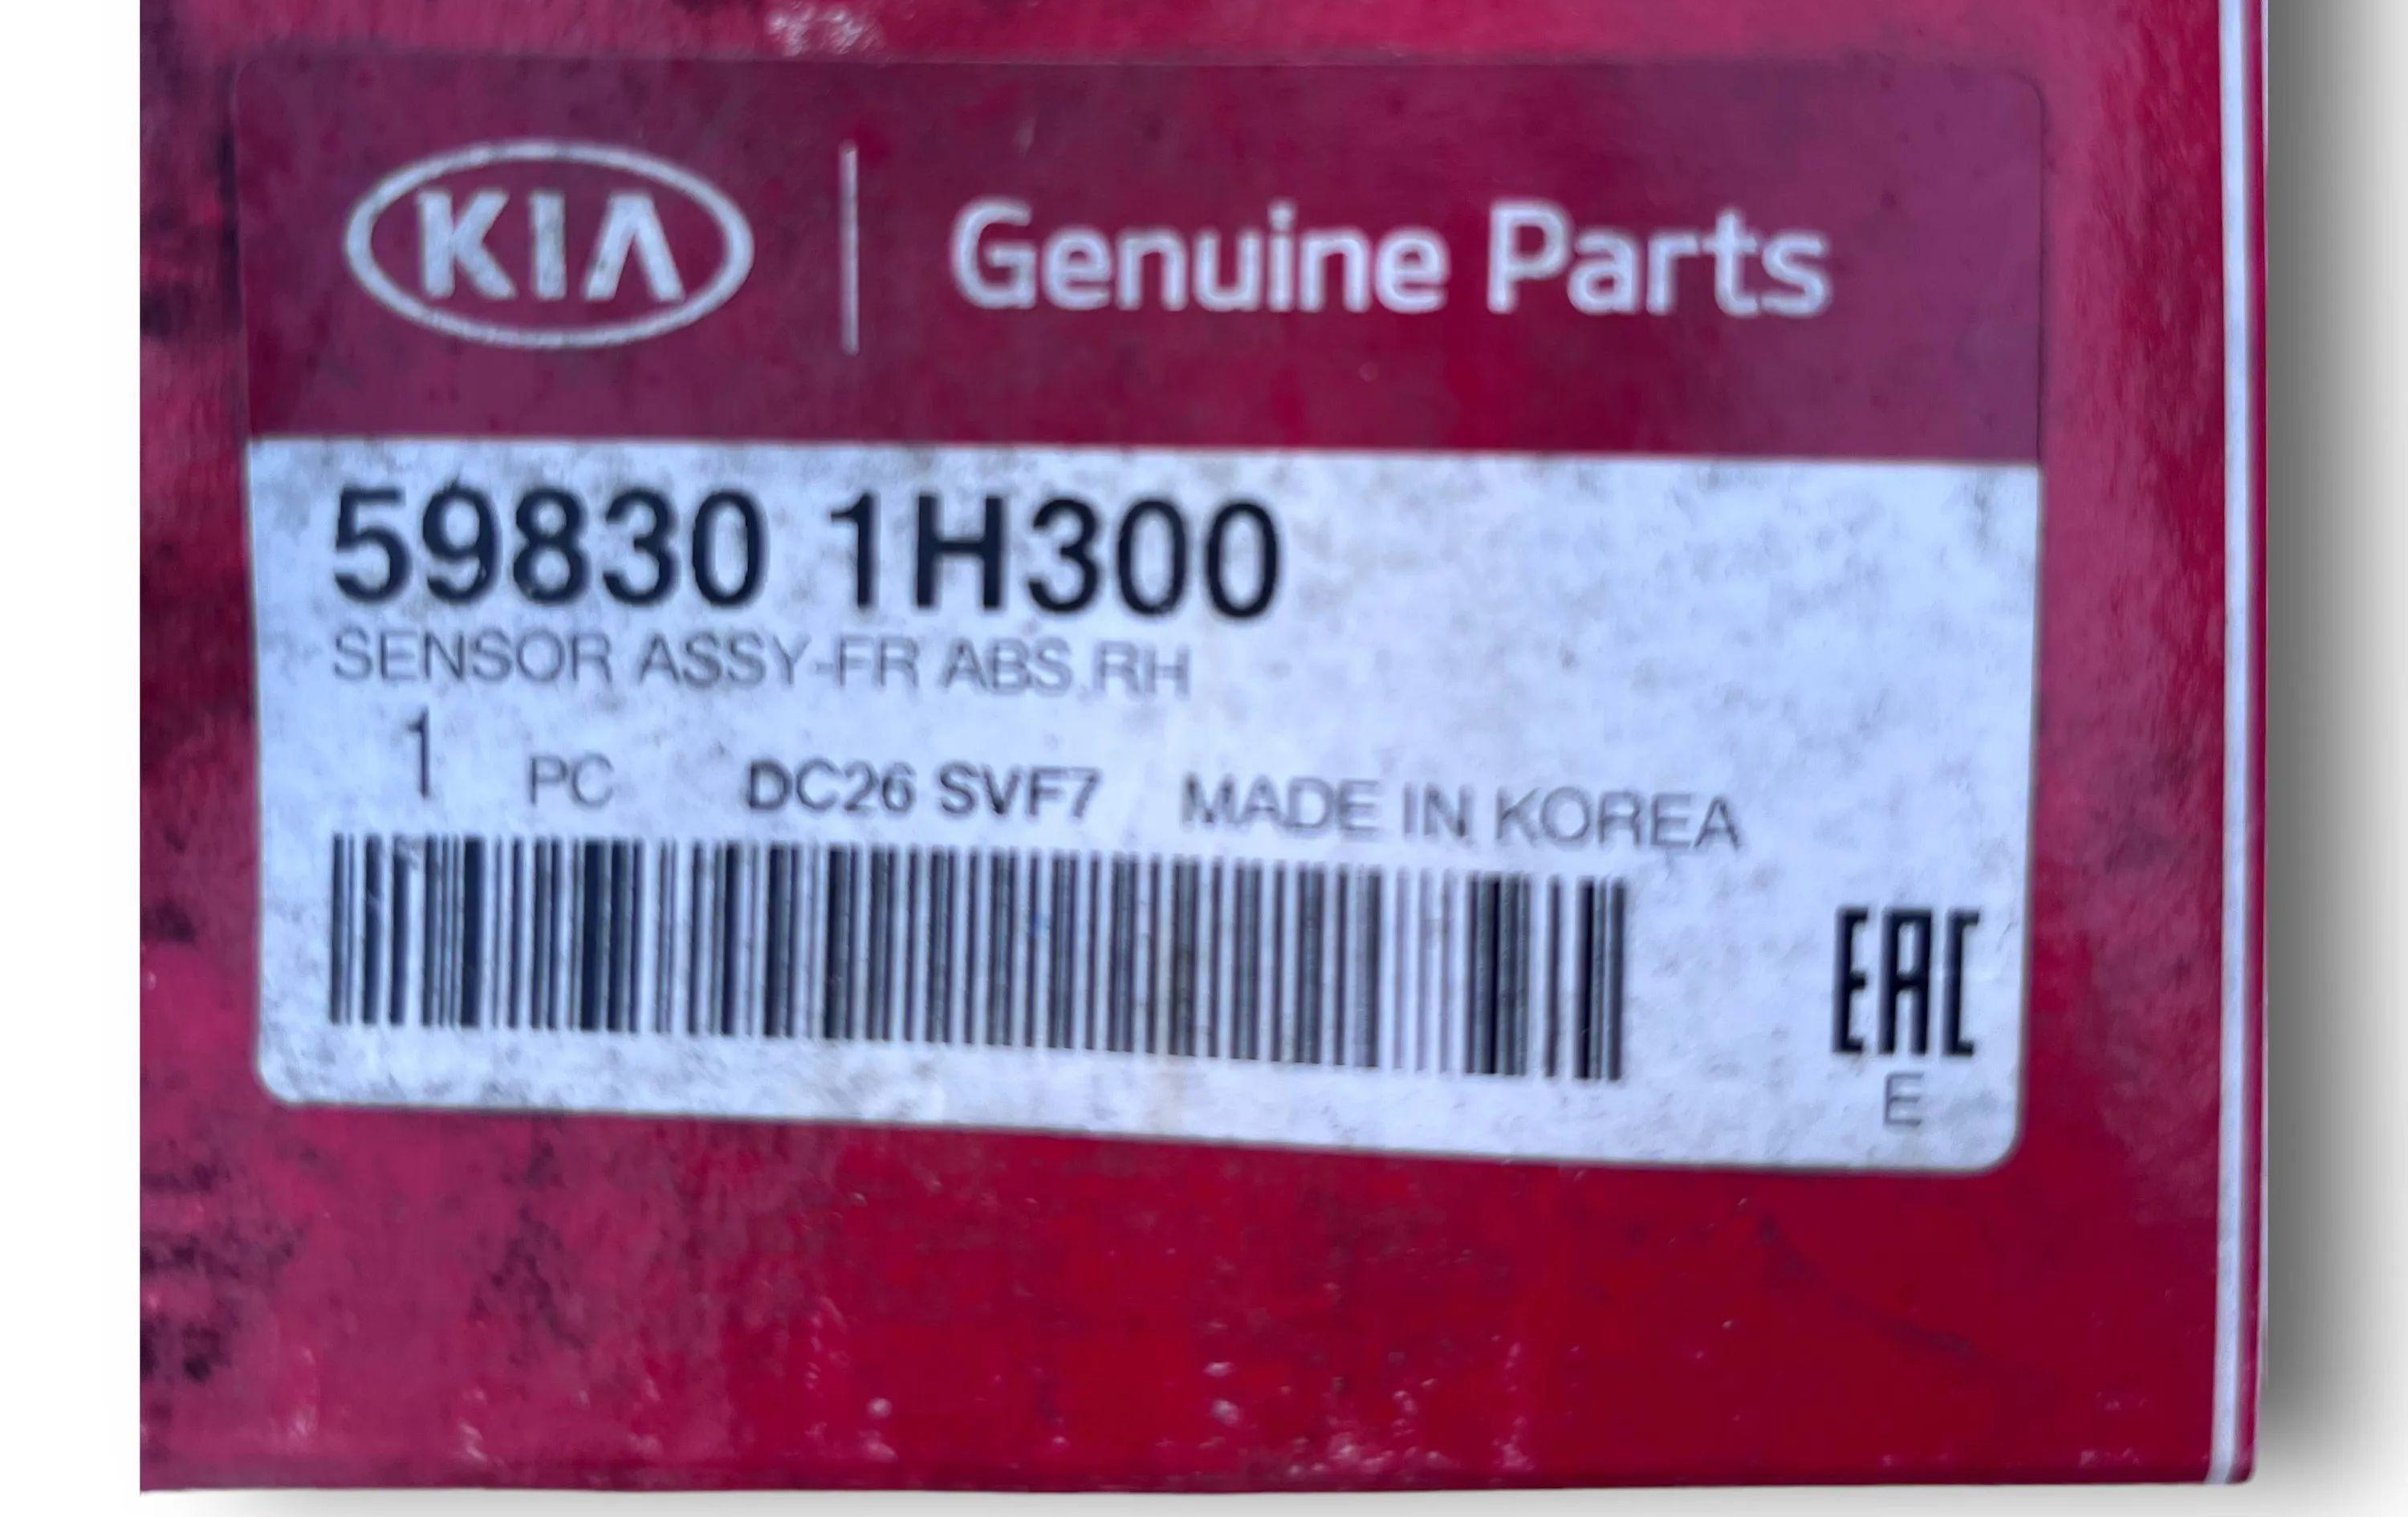 KIA Genuine Parts
59830 1H300
SENSOR ASSY-FR ABS.RH
1 PC DC26 SVF7 MADE IN KOREA
EAC
E